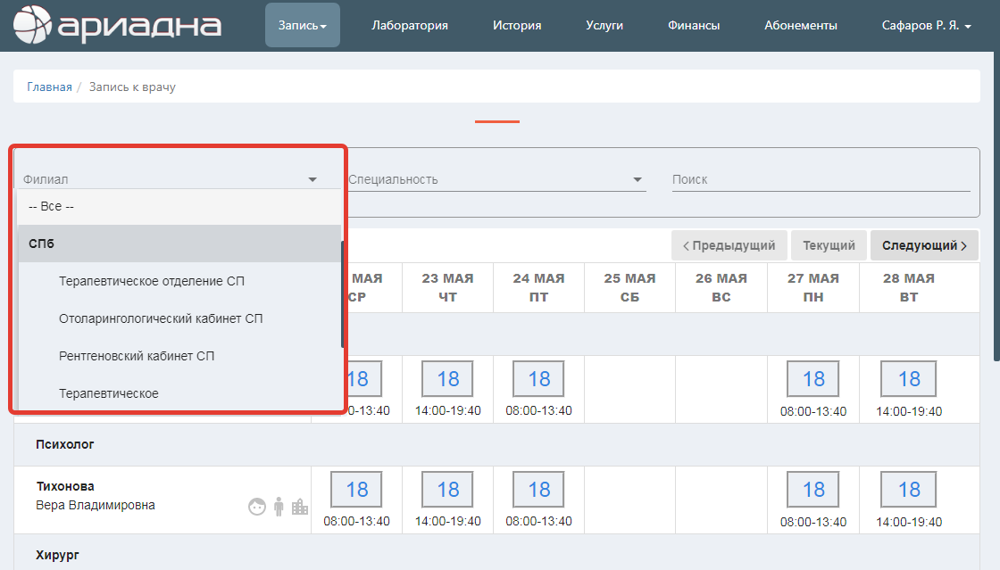 ариадна
Запись Лаборатория История Услуги Финансы Абонементы Сафаров Р. Я.
Главная / Запись к врачу
Филиал Специальность Поиск
-- Все --
СПб
Терапевтическое отделение СП
Отоларингологический кабинет СП
Рентгеновский кабинет СП
Терапевтическое
< Предыдущий Текущий Следующий >
МАЯ 23 МАЯ 24 МАЯ 25 МАЯ 26 МАЯ 27 МАЯ 28 МАЯ
СР ЧТ ПТ СБ ВС ПН ВТ
18 18 18 18 18
0-13:40 14:00-19:40 08:00-13:40 08:00-13:40 14:00-19:40
Психолог
Тихонова
Вера Владимировна
18 18 18 18 18
08:00-13:40 14:00-19:40 08:00-13:40 08:00-13:40 14:00-19:40
Хирург